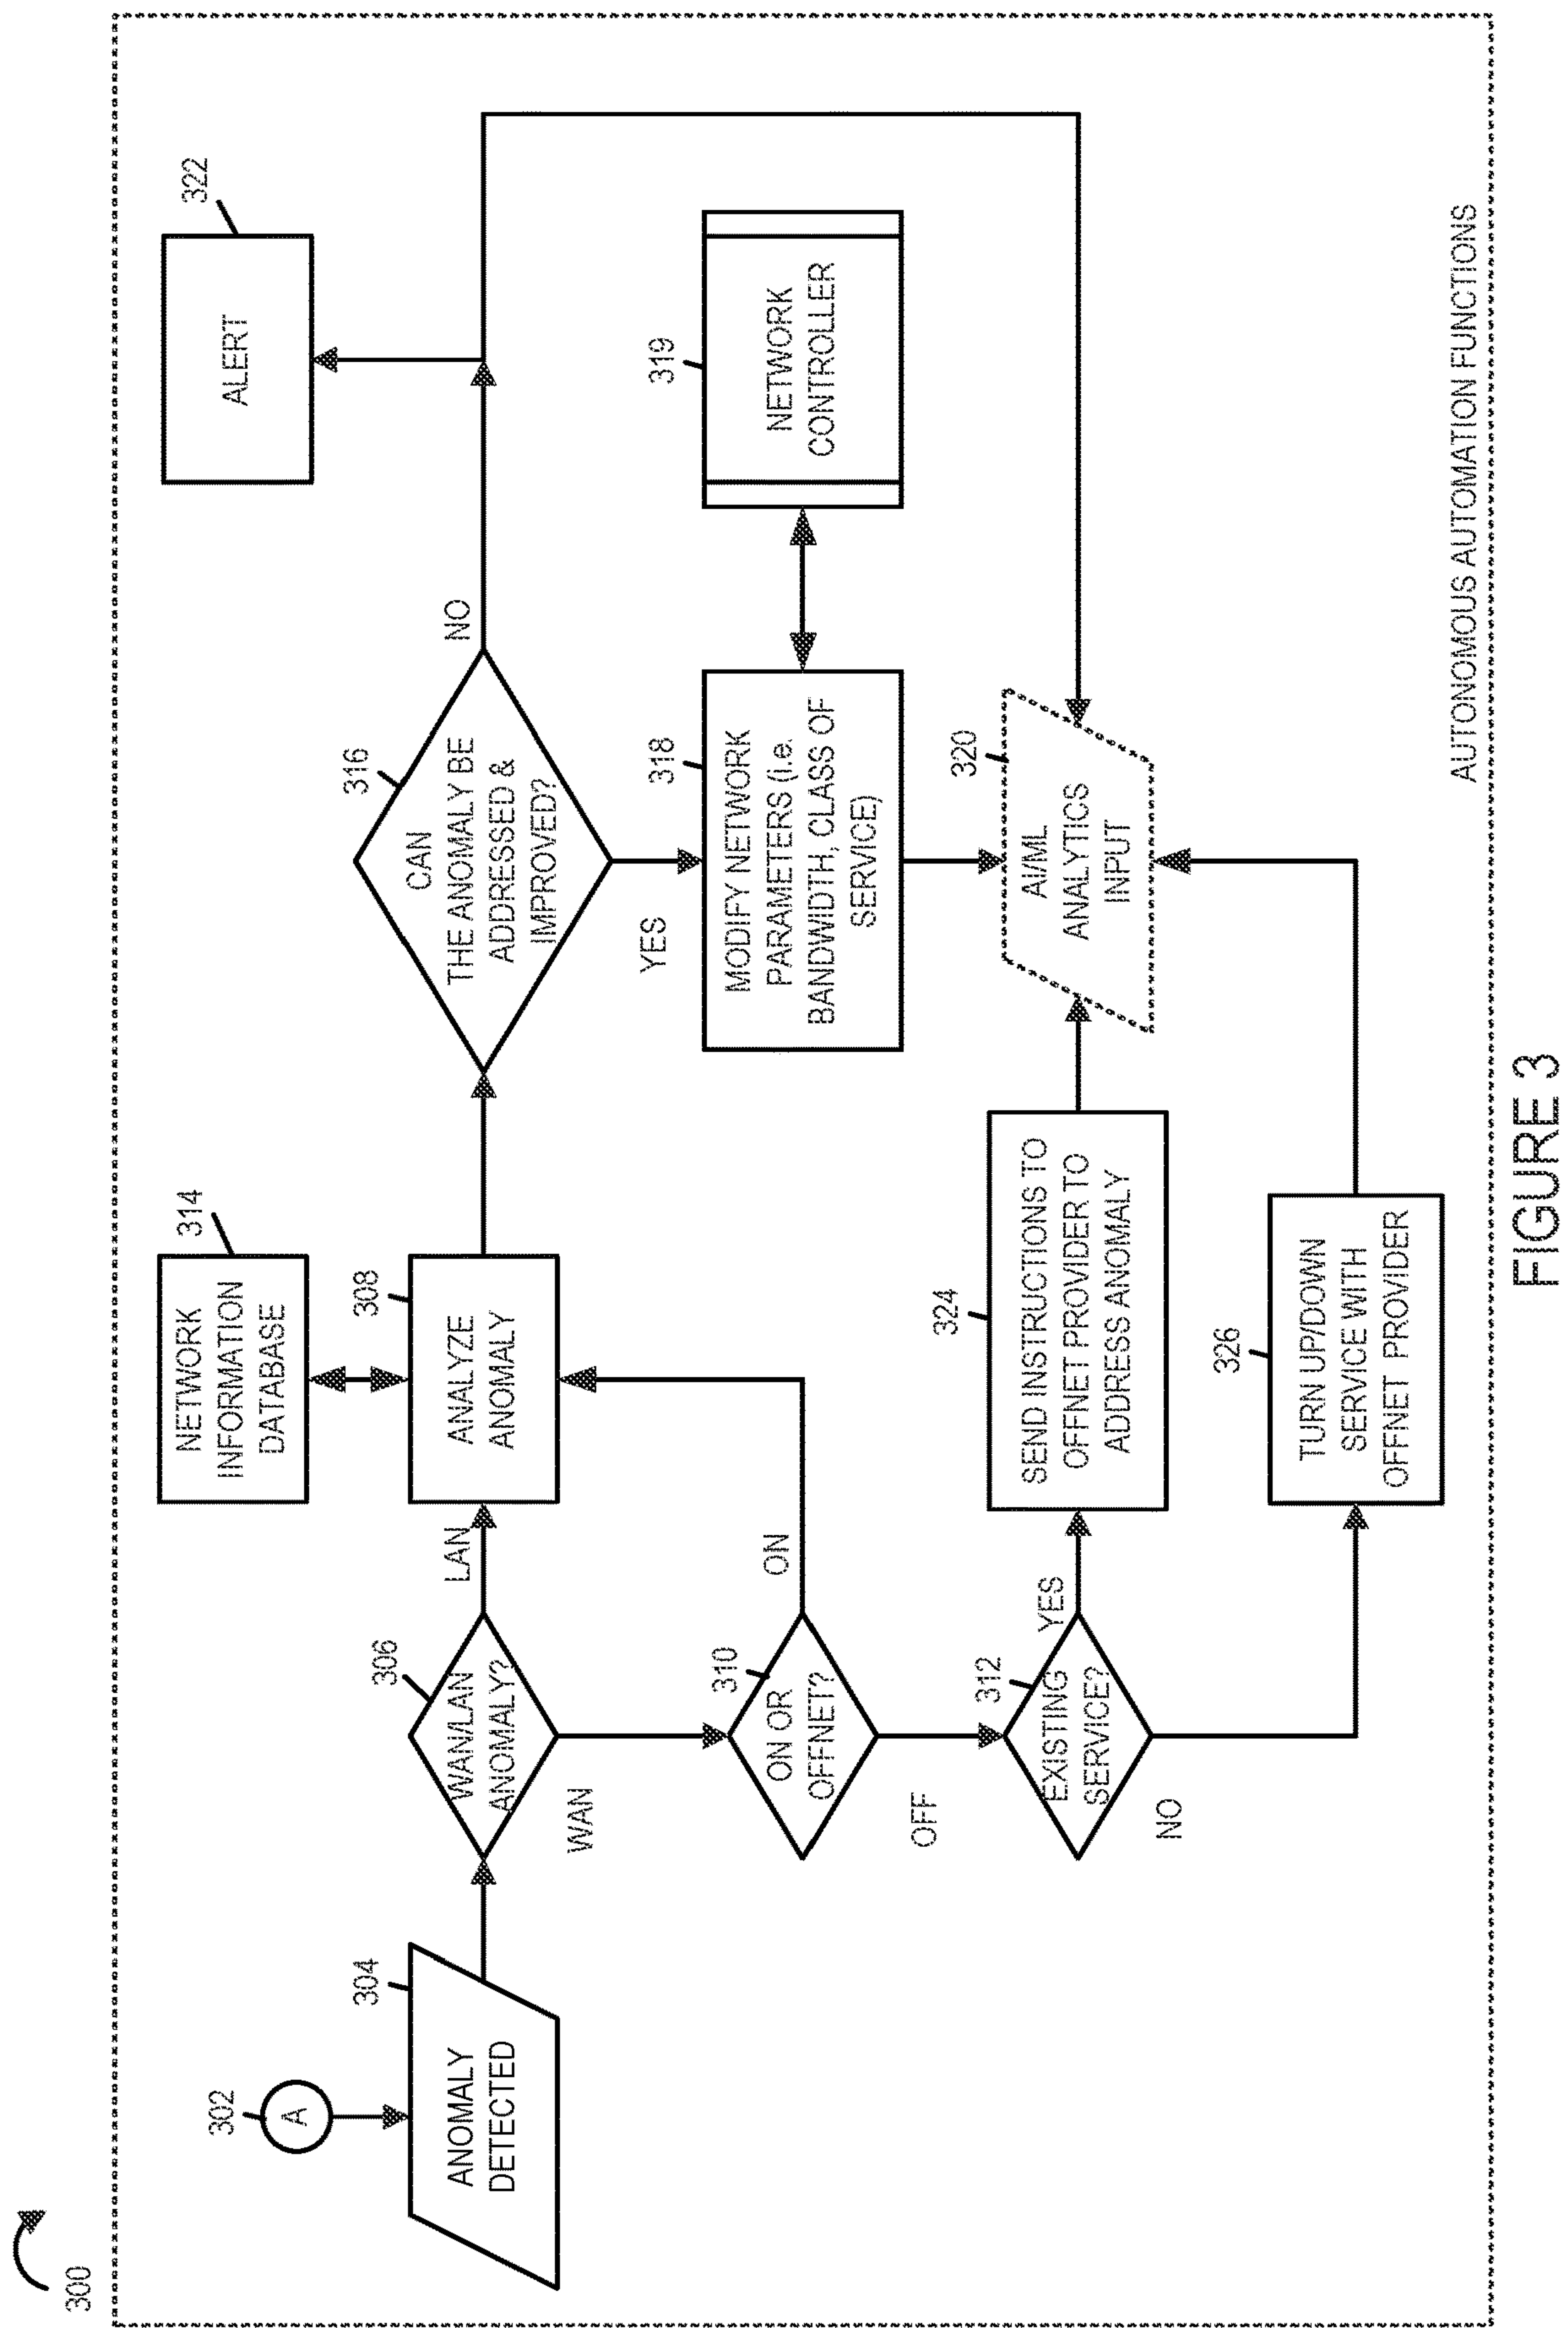 300
302
A
304
ANOMALY
DETECTED
306
WAN/LAN
ANOMALY?
LAN
WAN
314
NETWORK
INFORMATION
DATABASE
308
ANALYZE
ANOMALY
310
ON OR
OFFNET?
ON
OFF
312
EXISTING
SERVICE?
YES
NO
316
CAN
THE ANOMALY BE
ADDRESSED &
IMPROVED?
NO
YES
322
ALERT
318
MODIFY NETWORK
PARAMETERS (i.e.
BANDWIDTH, CLASS OF
SERVICE)
319
NETWORK
CONTROLLER
320
AI/ML
ANALYTICS
INPUT
324
SEND INSTRUCTIONS TO
OFFNET PROVIDER TO
ADDRESS ANOMALY
326
TURN UP/DOWN
SERVICE WITH
OFFNET PROVIDER
AUTONOMOUS AUTOMATION FUNCTIONS
FIGURE 3